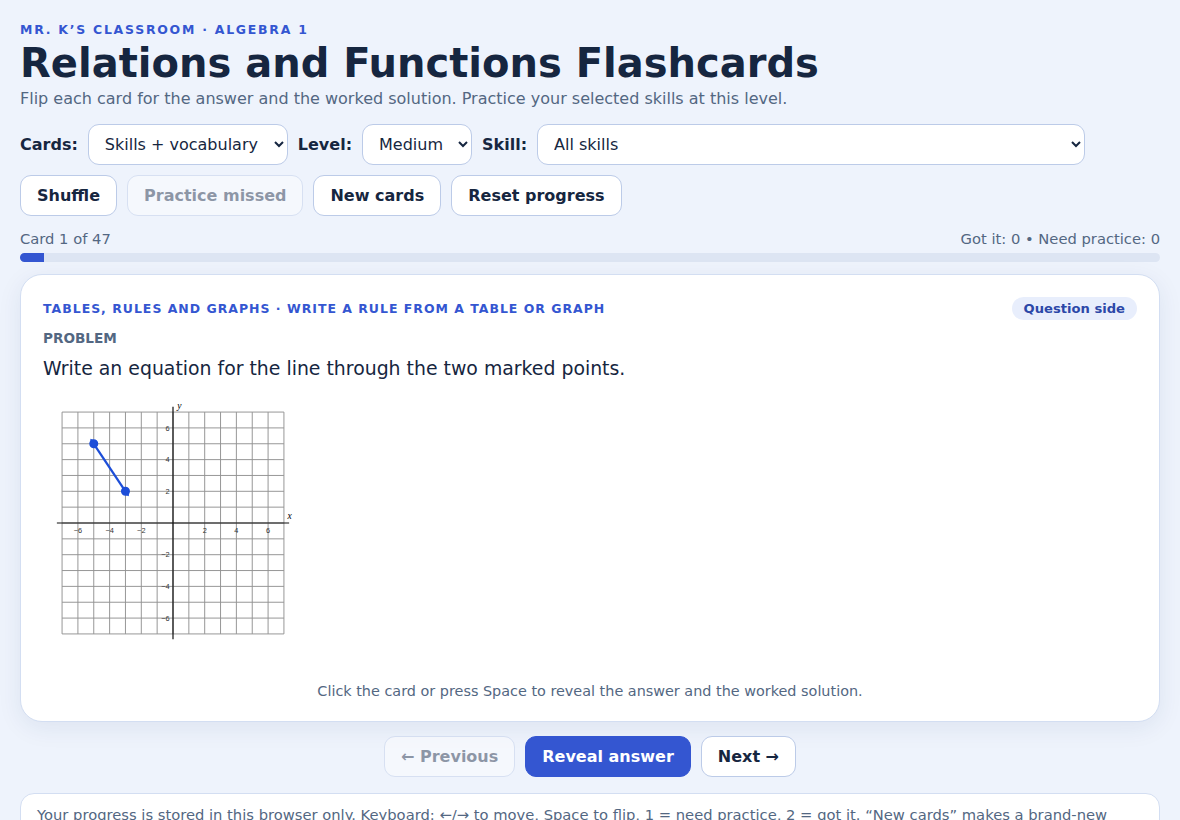 MR. K’S CLASSROOM · ALGEBRA 1
Relations and Functions Flashcards
Flip each card for the answer and the worked solution. Practice your selected skills at this level.
Cards: Skills + vocabulary Level: Medium Skill: All skills
Shuffle Practice missed New cards Reset progress
Card 1 of 47 Got it: 0 • Need practice: 0
TABLES, RULES AND GRAPHS · WRITE A RULE FROM A TABLE OR GRAPH Question side
PROBLEM
Write an equation for the line through the two marked points.
y
6
4
2
x
−6 −4 −2 2 4 6
−2
−4
−6
Click the card or press Space to reveal the answer and the worked solution.
← Previous Reveal answer Next →
Your progress is stored in this browser only. Keyboard: ←/→ to move, Space to flip, 1 = need practice, 2 = got it. “New cards” makes a brand-new